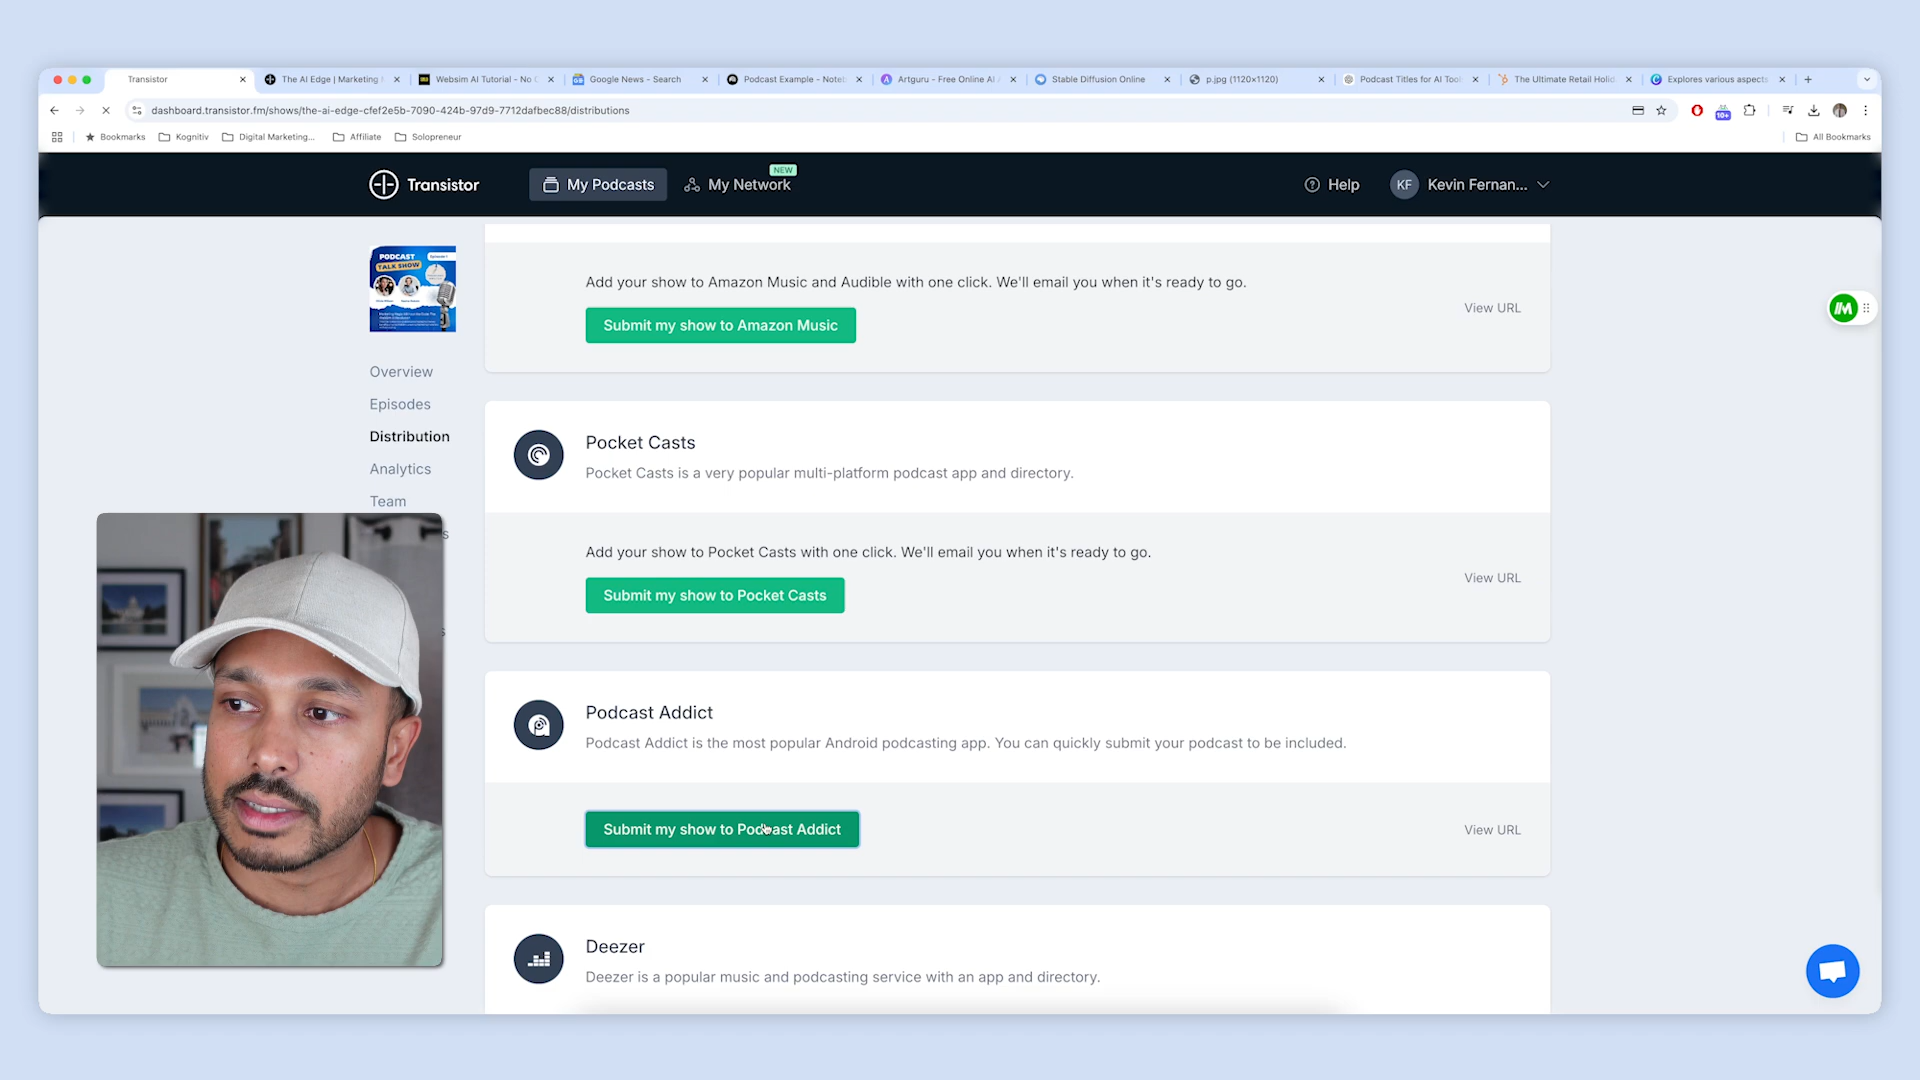 Transistor
The AI Edge | Marketing
Websim AI Tutorial - No C
Google News - Search
Podcast Example - Noteb
Artguru - Free Online AI
Stable Diffusion Online
p.jpg (1120×1120)
Podcast Titles for AI Tool
The Ultimate Retail Holid
Explores various aspects
dashboard.transistor.fm/shows/the-ai-edge-cfef2e5b-7090-424b-97d9-7712dafbec88/distributions
10+
Bookmarks
Kognitiv
Digital Marketing...
Affiliate
Solopreneur
All Bookmarks
Transistor
My Podcasts
My Network
NEW
Help
KF
Kevin Fernan...
PODCAST
TALK SHOW
Overview
Episodes
Distribution
Analytics
Team
Add your show to Amazon Music and Audible with one click. We'll email you when it's ready to go.
Submit my show to Amazon Music
View URL
Pocket Casts
Pocket Casts is a very popular multi-platform podcast app and directory.
Add your show to Pocket Casts with one click. We'll email you when it's ready to go.
Submit my show to Pocket Casts
View URL
Podcast Addict
Podcast Addict is the most popular Android podcasting app. You can quickly submit your podcast to be included.
Submit my show to Podcast Addict
View URL
Deezer
Deezer is a popular music and podcasting service with an app and directory.